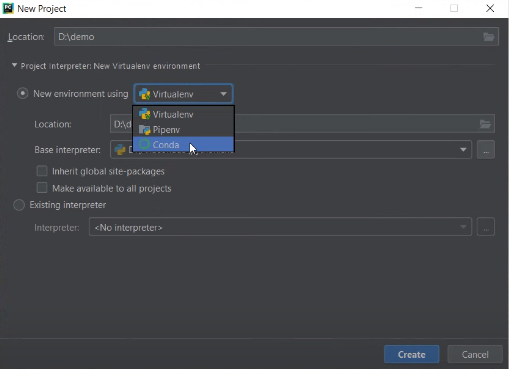 New Project
Location: D:\demo
Project Interpreter: New Virtualenv environment
New environment using Virtualenv
Virtualenv
Pipenv
Conda
Location: D:\d
Base interpreter:
...
Inherit global site-packages
Make available to all projects
Existing interpreter
Interpreter: <No interpreter>
...
Create
Cancel